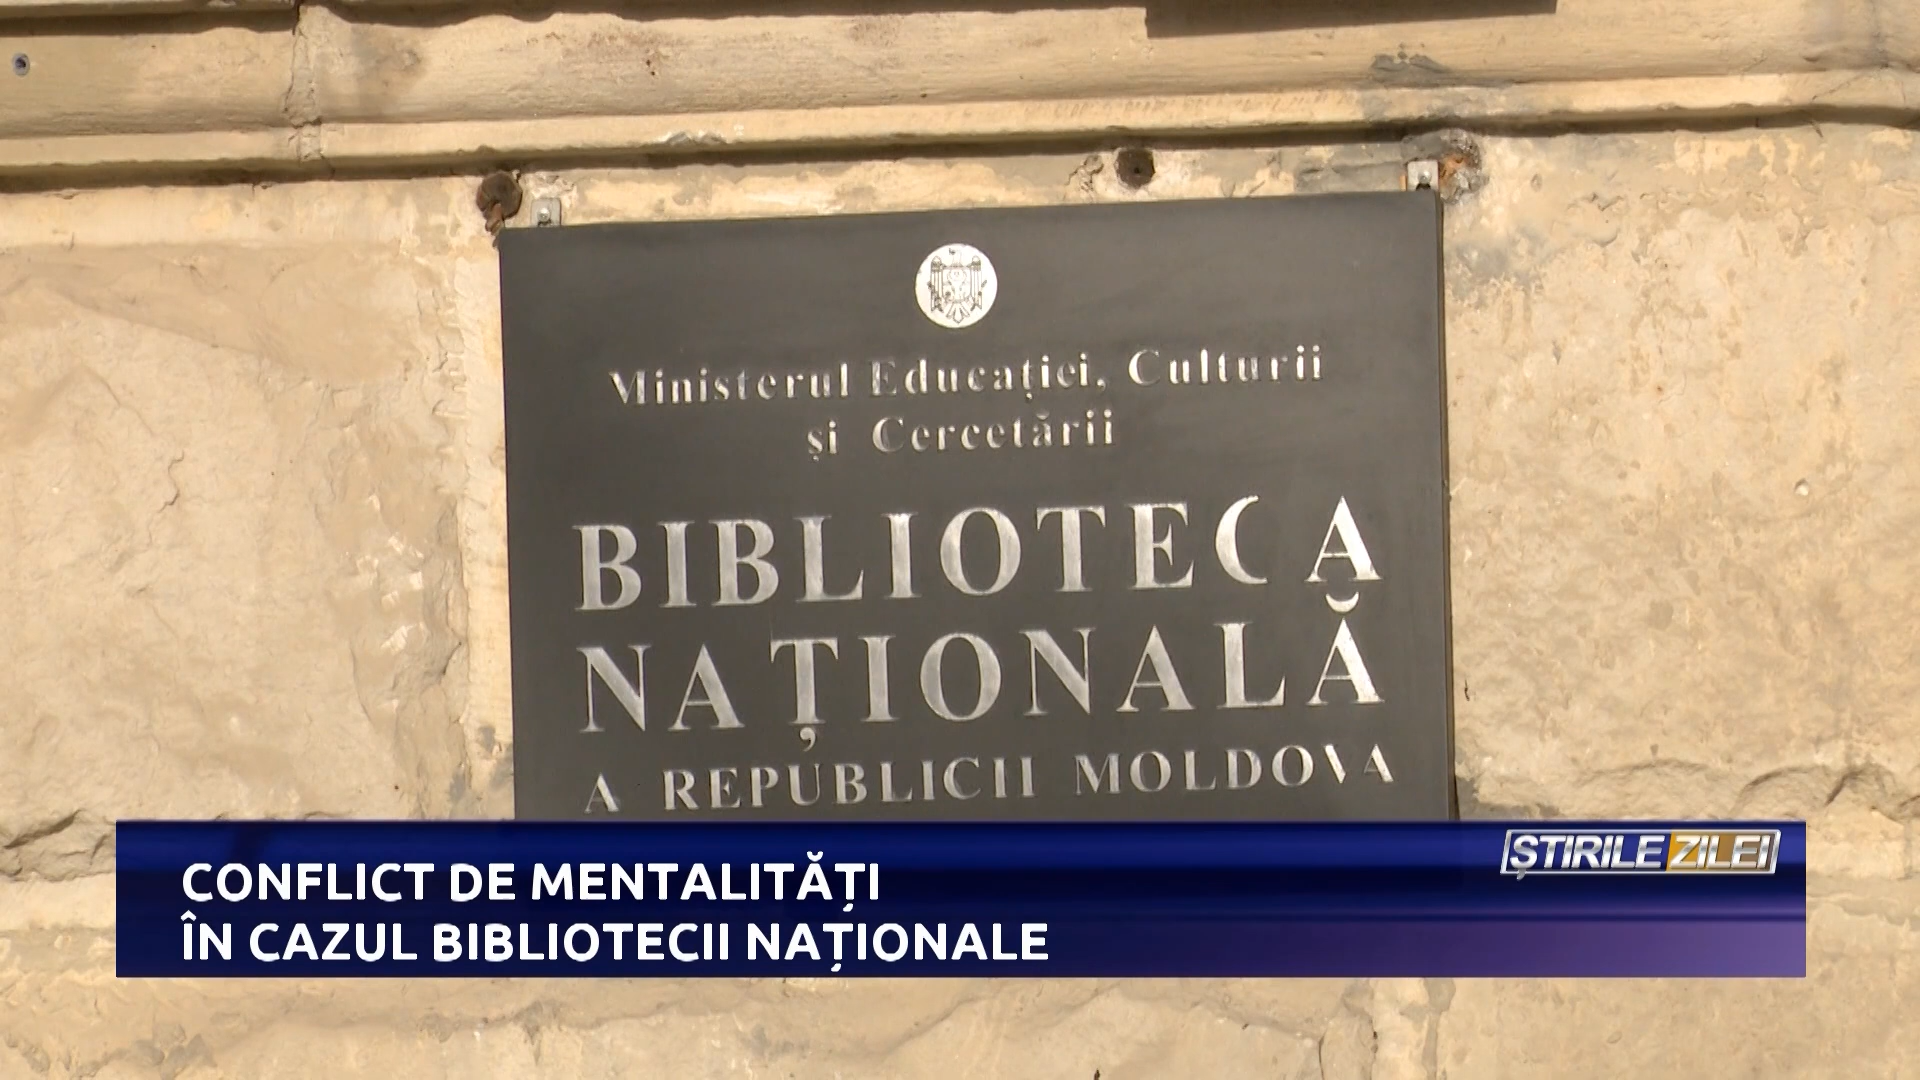 Ministerul Educației, Culturii
și Cercetării
BIBLIOTECA
NAȚIONALĂ
A REPUBLICII MOLDOVA
ȘTIRILE ZILEI
CONFLICT DE MENTALITĂȚI
ÎN CAZUL BIBLIOTECII NAȚIONALE